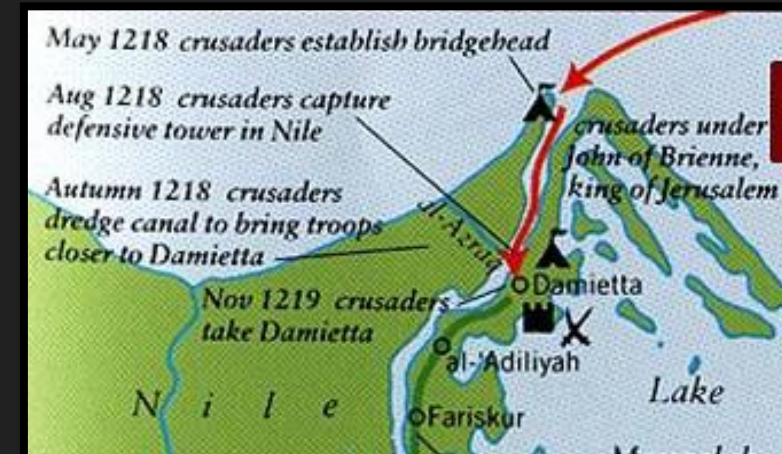 May 1218 crusaders establish bridgehead
Aug 1218 crusaders capture
defensive tower in Nile
crusaders under
John of Brienne,
king of Jerusalem
Autumn 1218 crusaders
dredge canal to bring troops
closer to Damietta
al-Azraq
Damietta
Nov 1219 crusaders
take Damietta
al-'Adiliyah
Lake
Nile
Fariskur